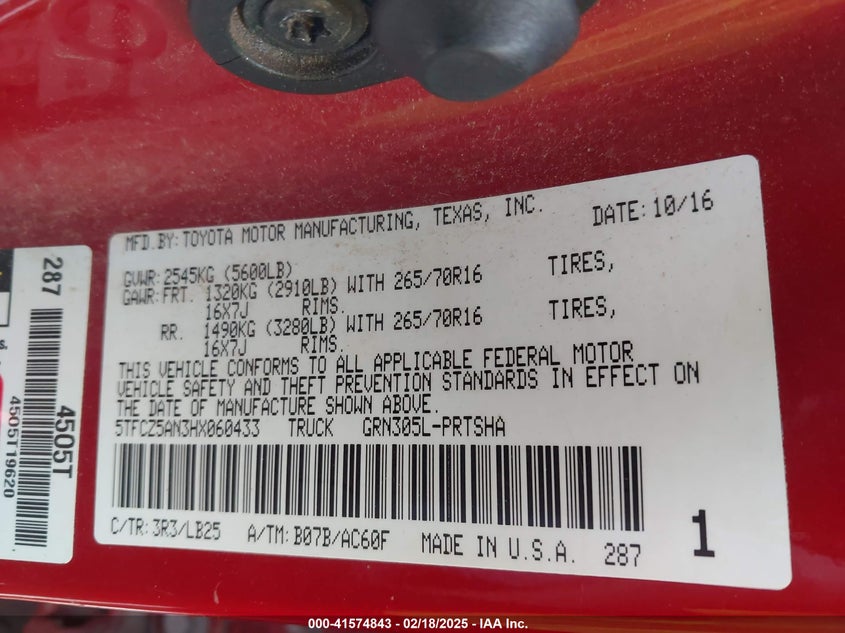 MFD.BY:TOYOTA MOTOR MANUFACTURING, TEXAS, INC. DATE:10/16
GVWR:2545KG (5600LB)
GAWR:FRT. 1320KG (2910LB) WITH 265/70R16 TIRES,
16X7J RIMS.
RR. 1490KG (3280LB) WITH 265/70R16 TIRES,
16X7J RIMS.
THIS VEHICLE CONFORMS TO ALL APPLICABLE FEDERAL MOTOR
VEHICLE SAFETY AND THEFT PREVENTION STANDARDS IN EFFECT ON
THE DATE OF MANUFACTURE SHOWN ABOVE.
5TFCZ5AN3HX060433 TRUCK GRN305L-PRTSHA
C/TR:3R3/LB25 A/TM:B07B/AC60F MADE IN U.S.A. 287 1
287 4505T
4505T19620
000-41574843 — 02/18/2025 — IAA Inc.